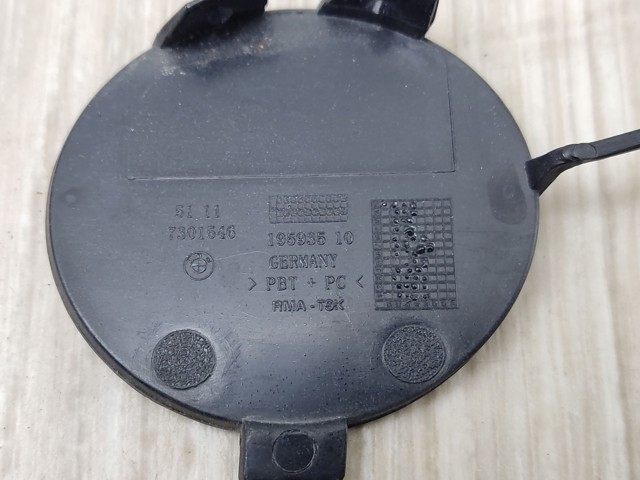 51 11
7301546
195935 10
GERMANY
> PBT + PC <
RMA-TSK